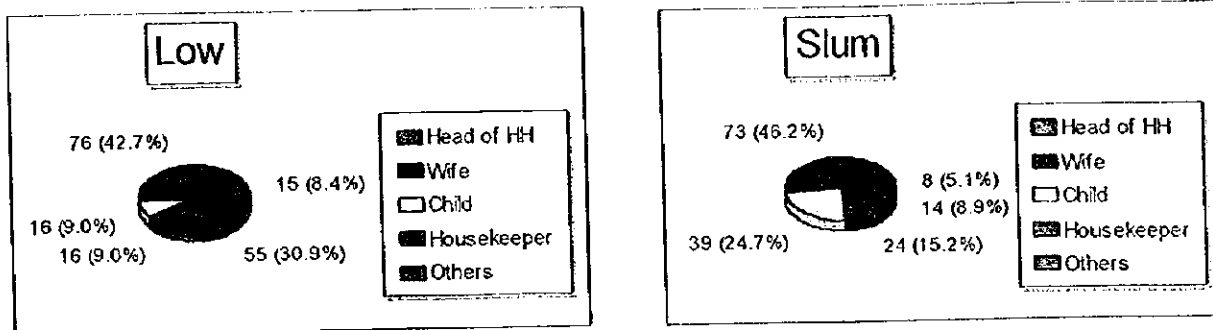 Low
76 (42.7%)
15 (8.4%)
16 (9.0%)
16 (9.0%)
55 (30.9%)
Head of HH
Wife
Child
Housekeeper
Others
Slum
73 (46.2%)
8 (5.1%)
14 (8.9%)
39 (24.7%)
24 (15.2%)
Head of HH
Wife
Child
Housekeeper
Others